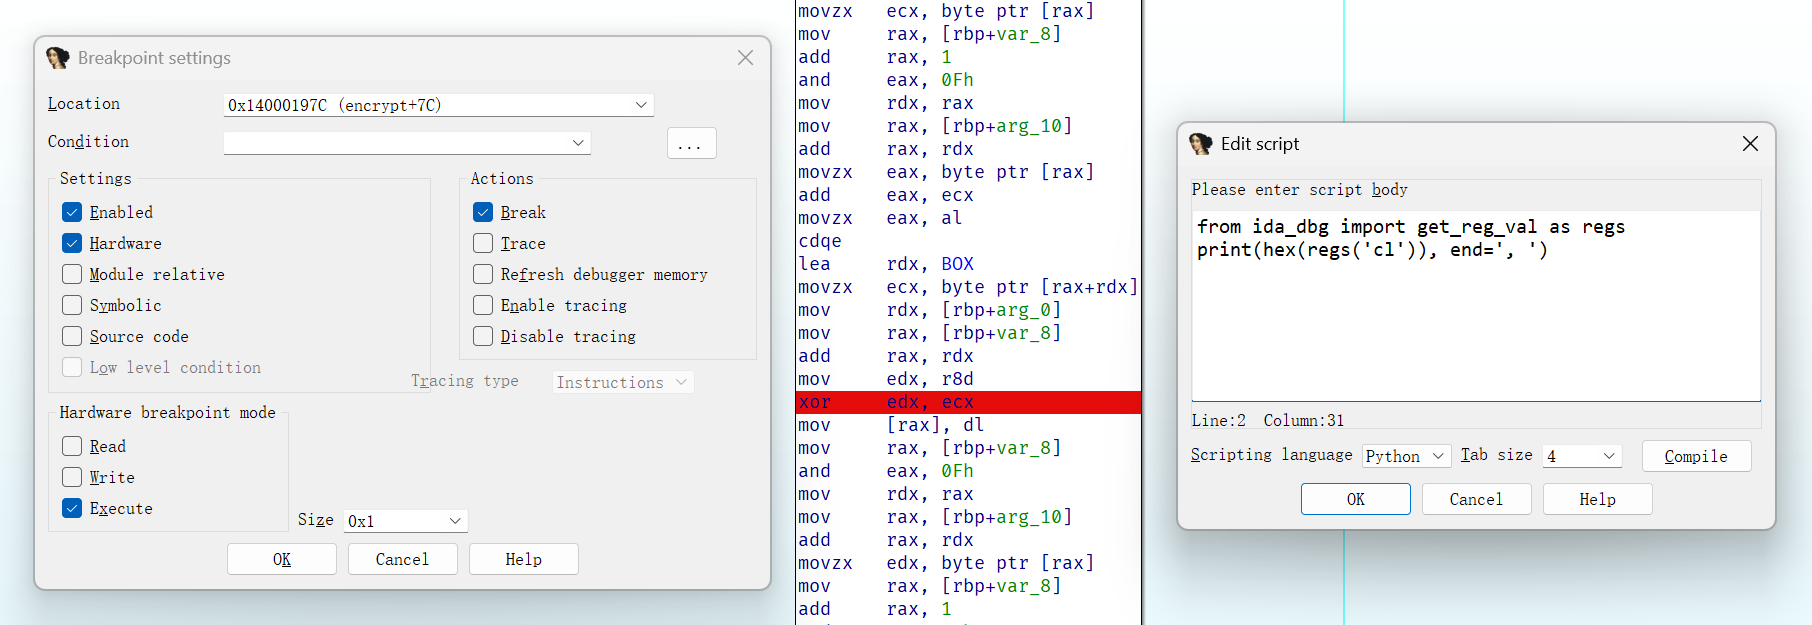 Breakpoint settings
Location 0x14000197C (encrypt+7C)
Condition ...
Settings
Enabled
Hardware
Module relative
Symbolic
Source code
Low level condition
Actions
Break
Trace
Refresh debugger memory
Enable tracing
Disable tracing
Tracing type Instructions
Hardware breakpoint mode
Read
Write
Execute
Size 0x1
OK Cancel Help
movzx ecx, byte ptr [rax]
mov rax, [rbp+var_8]
add rax, 1
and eax, 0Fh
mov rdx, rax
mov rax, [rbp+arg_10]
add rax, rdx
movzx eax, byte ptr [rax]
add eax, ecx
movzx eax, al
cdqe
lea rdx, BOX
movzx ecx, byte ptr [rax+rdx]
mov rdx, [rbp+arg_0]
mov rax, [rbp+var_8]
add rax, rdx
mov edx, r8d
xor edx, ecx
mov [rax], dl
mov rax, [rbp+var_8]
and eax, 0Fh
mov rdx, rax
mov rax, [rbp+arg_10]
add rax, rdx
movzx edx, byte ptr [rax]
mov rax, [rbp+var_8]
add rax, 1
Edit script
Please enter script body
from ida_dbg import get_reg_val as regs
print(hex(regs('cl')), end=', ')
Line:2 Column:31
Scripting language Python Tab size 4 Compile
OK Cancel Help